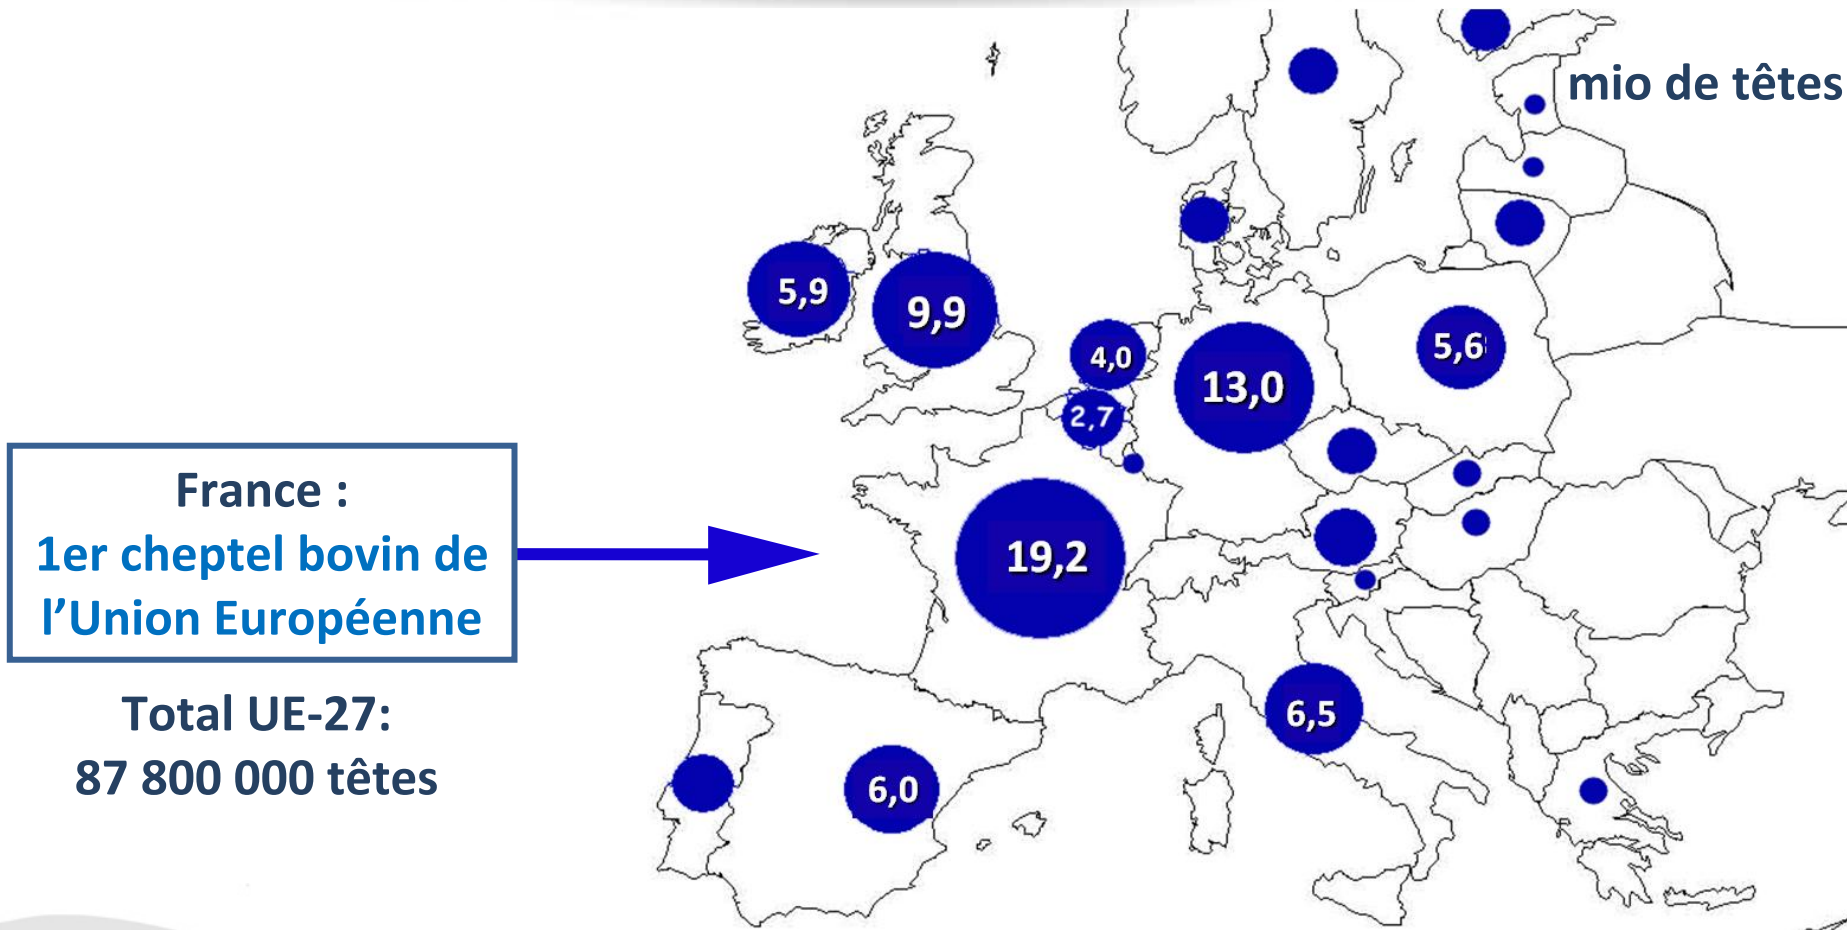 mio de têtes
5,9
9,9
4,0
2,7
13,0
5,6
France :
1er cheptel bovin de
l’Union Européenne
19,2
Total UE-27:
87 800 000 têtes
6,5
6,0